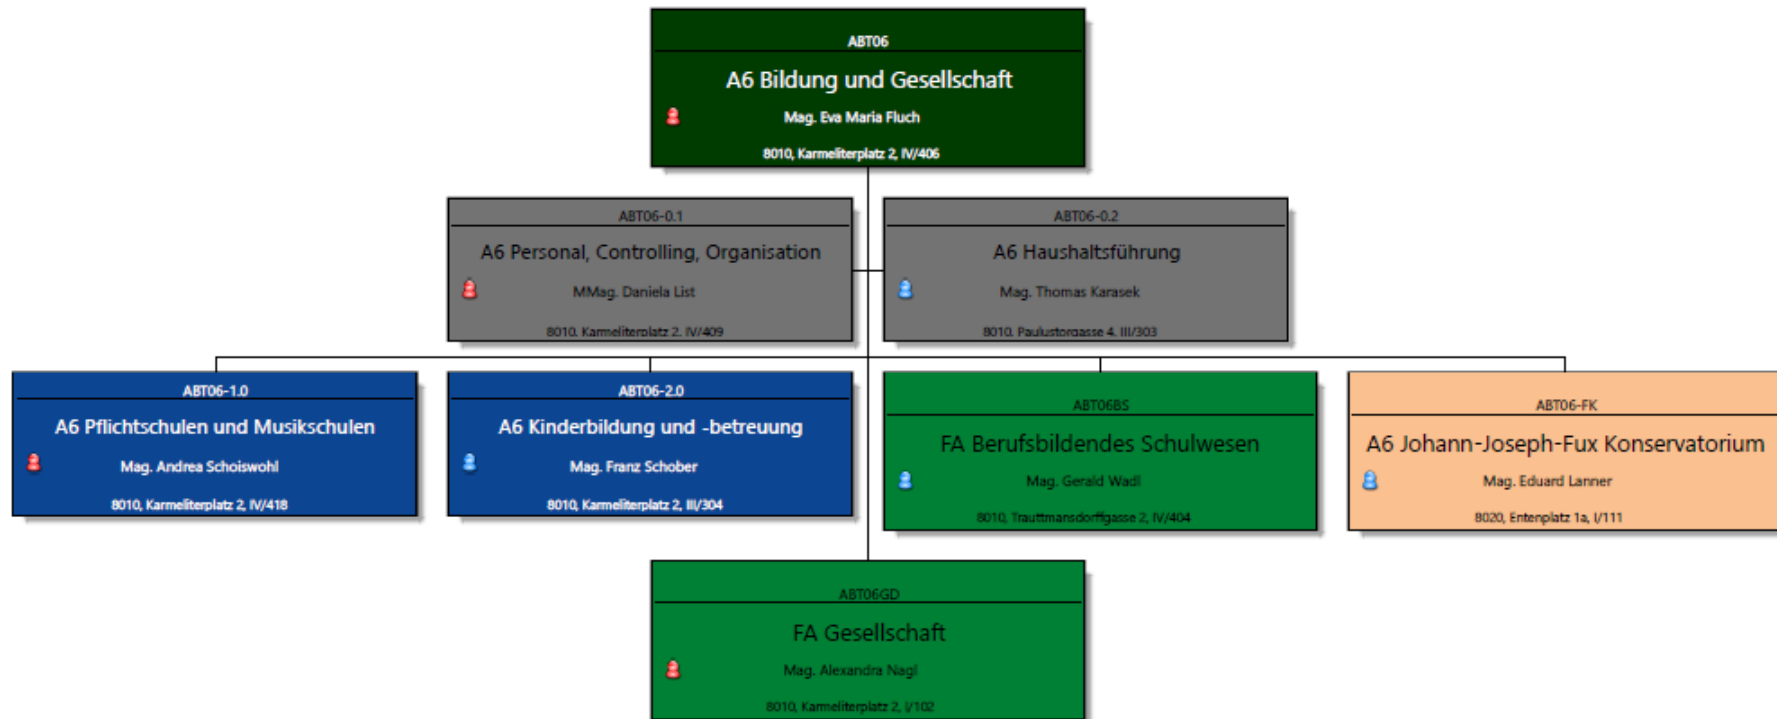 ABT06
A6 Bildung und Gesellschaft
Mag. Eva Maria Fluch
8010, Karmeliterplatz 2, IV/406
ABT06-0.1
A6 Personal, Controlling, Organisation
MMag. Daniela List
8010, Karmeliterplatz 2, IV/409
ABT06-0.2
A6 Haushaltsführung
Mag. Thomas Karasek
8010, Paulustorgasse 4, III/303
ABT06-1.0
A6 Pflichtschulen und Musikschulen
Mag. Andrea Schoiswohl
8010, Karmeliterplatz 2, IV/418
ABT06-2.0
A6 Kinderbildung und -betreuung
Mag. Franz Schober
8010, Karmeliterplatz 2, III/304
ABT06BS
FA Berufsbildendes Schulwesen
Mag. Gerald Wadl
8010, Trauttmansdorffgasse 2, IV/404
ABT06-FK
A6 Johann-Joseph-Fux Konservatorium
Mag. Eduard Lanner
8020, Entenplatz 1a, I/111
ABT06GD
FA Gesellschaft
Mag. Alexandra Nagl
8010, Karmeliterplatz 2, I/102